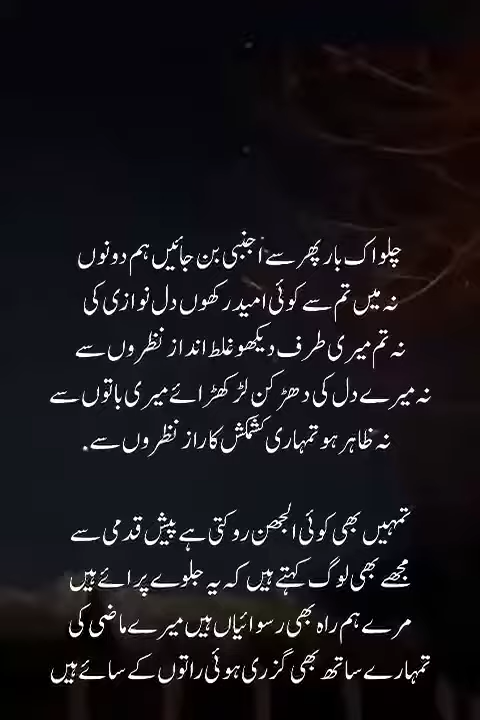 چلو اک بار پھر سے اجنبی بن جائیں ہم دونوں
نہ میں تم سے کوئی امید رکھوں دل نوازی کی
نہ تم میری طرف دیکھو غلط انداز نظروں سے
نہ میرے دل کی دھڑکن لڑکھڑائے میری باتوں سے
نہ ظاہر ہو تمہاری کشمکش کا راز نظروں سے.
تمہیں بھی کوئی الجھن روکتی ہے پیش قدمی سے
مجھے بھی لوگ کہتے ہیں کہ یہ جلوے پرائے ہیں
مرے ہم راہ بھی رسوائیاں ہیں میرے ماضی کی
تمہارے ساتھ بھی گزری ہوئی راتوں کے سائے ہیں